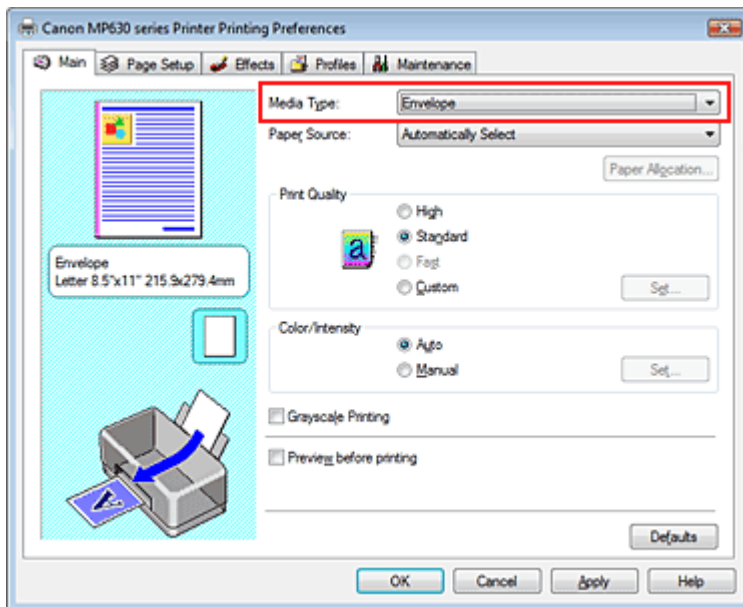 Canon MP630 series Printer Printing Preferences
Main Page Setup Effects Profiles Maintenance
Media Type: Envelope
Paper Source: Automatically Select
Paper Allocation...
Print Quality
High
Standard
Fast
Custom
Set...
Envelope
Letter 8.5"x11" 215.9x279.4mm
Color/Intensity
Auto
Manual
Set...
Grayscale Printing
Preview before printing
Defaults
OK Cancel Apply Help